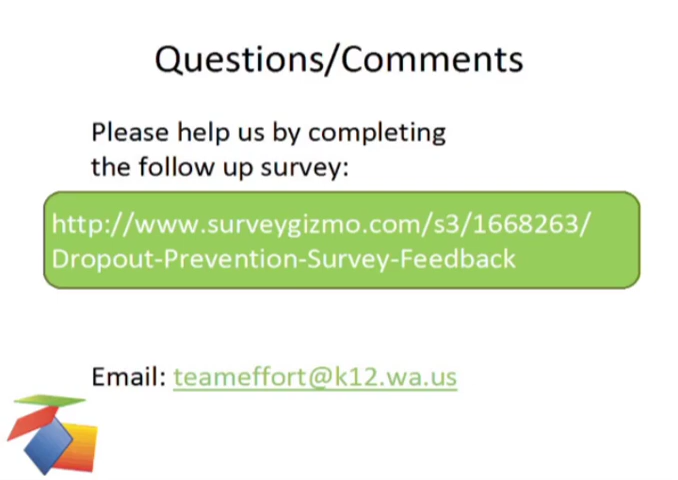 Questions/Comments
Please help us by completing
the follow up survey:
http://www.surveygizmo.com/s3/1668263/
Dropout-Prevention-Survey-Feedback
Email: teameffort@k12.wa.us